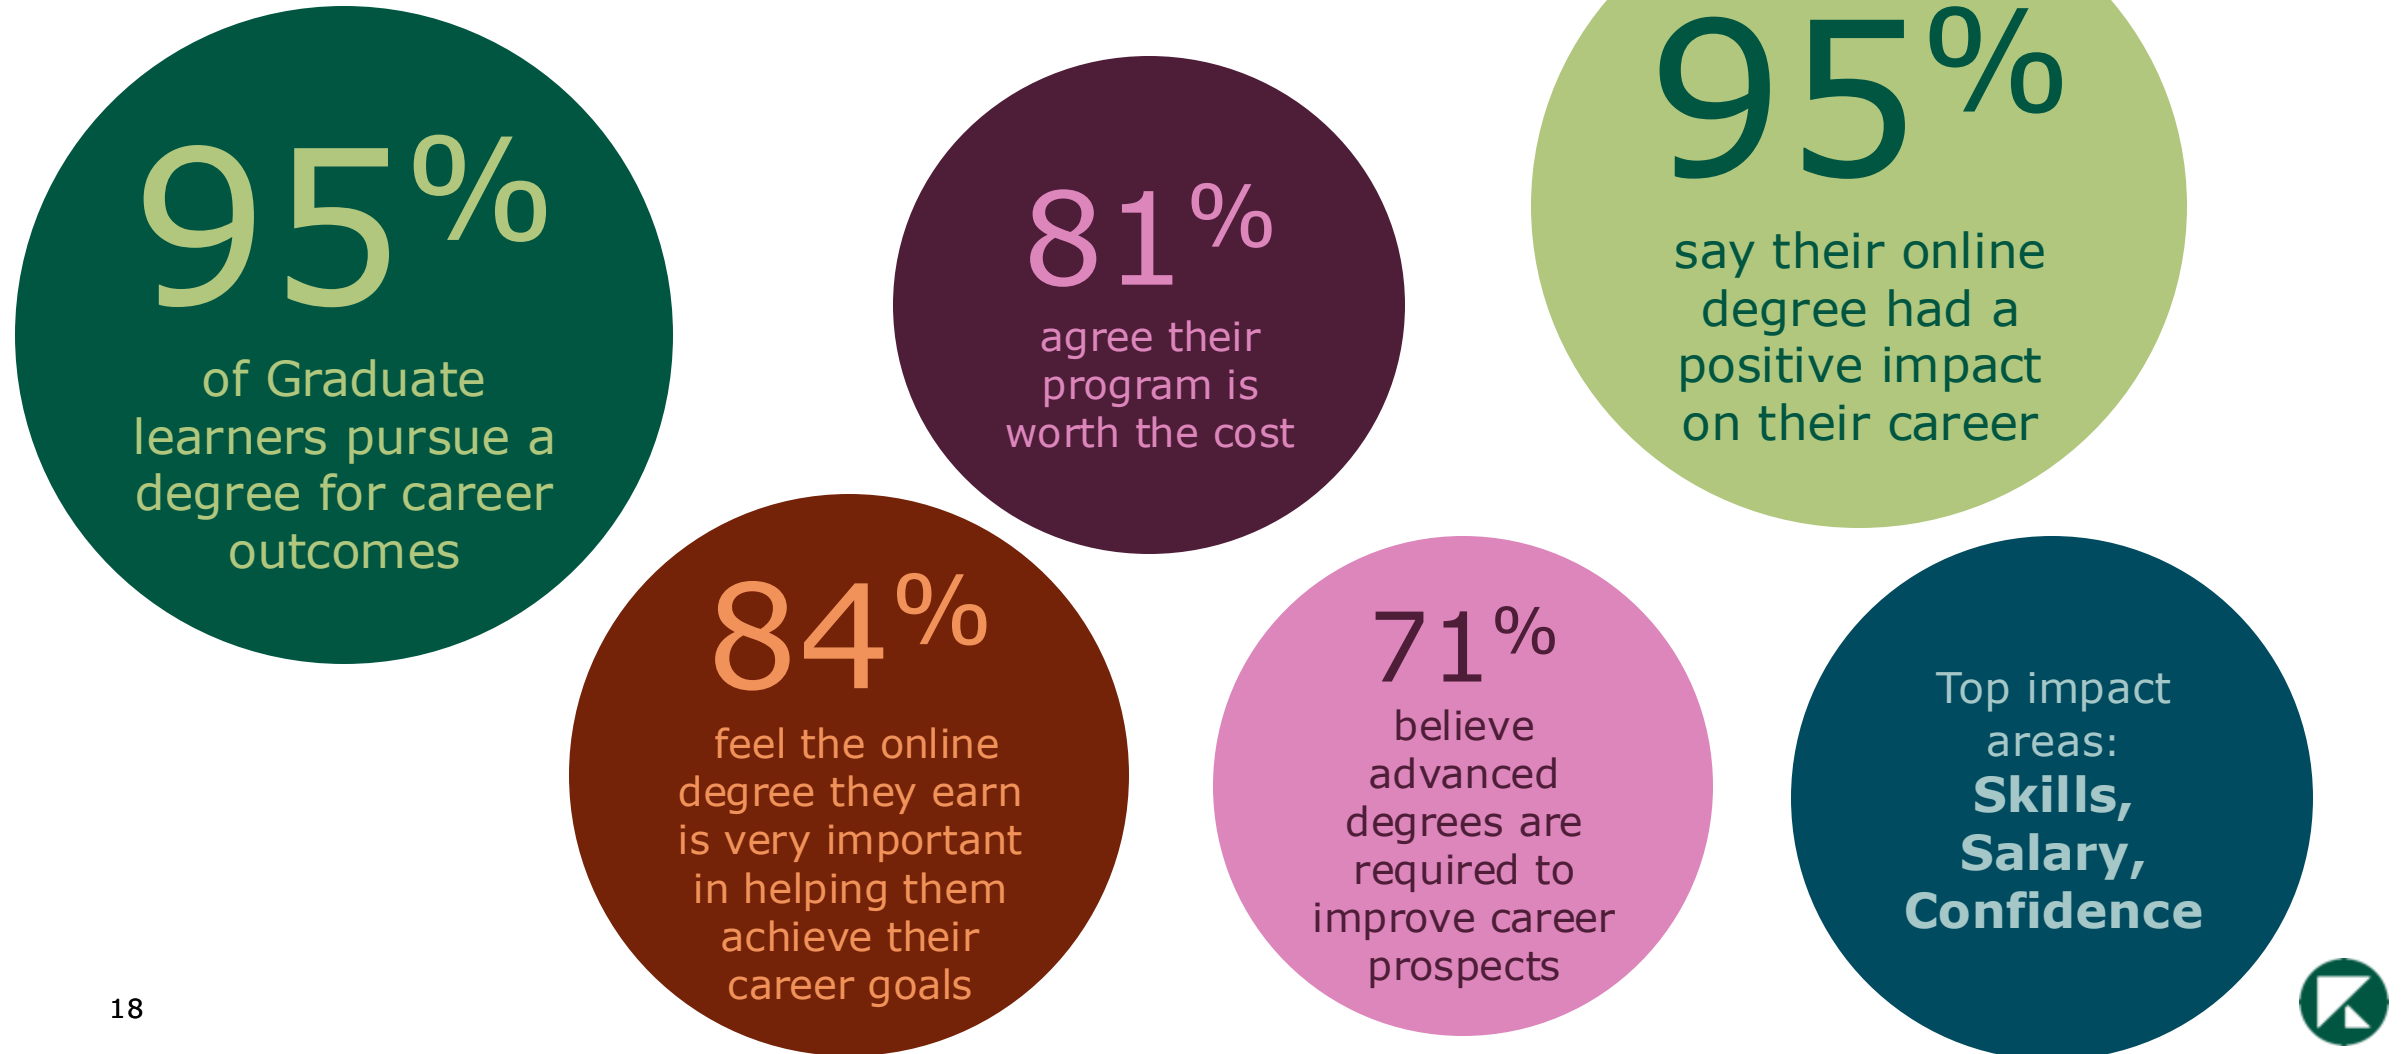 95%
of Graduate
learners pursue a
degree for career
outcomes
81%
agree their
program is
worth the cost
95%
say their online
degree had a
positive impact
on their career
84%
feel the online
degree they earn
is very important
in helping them
achieve their
career goals
71%
believe
advanced
degrees are
required to
improve career
prospects
Top impact
areas:
Skills,
Salary,
Confidence
18